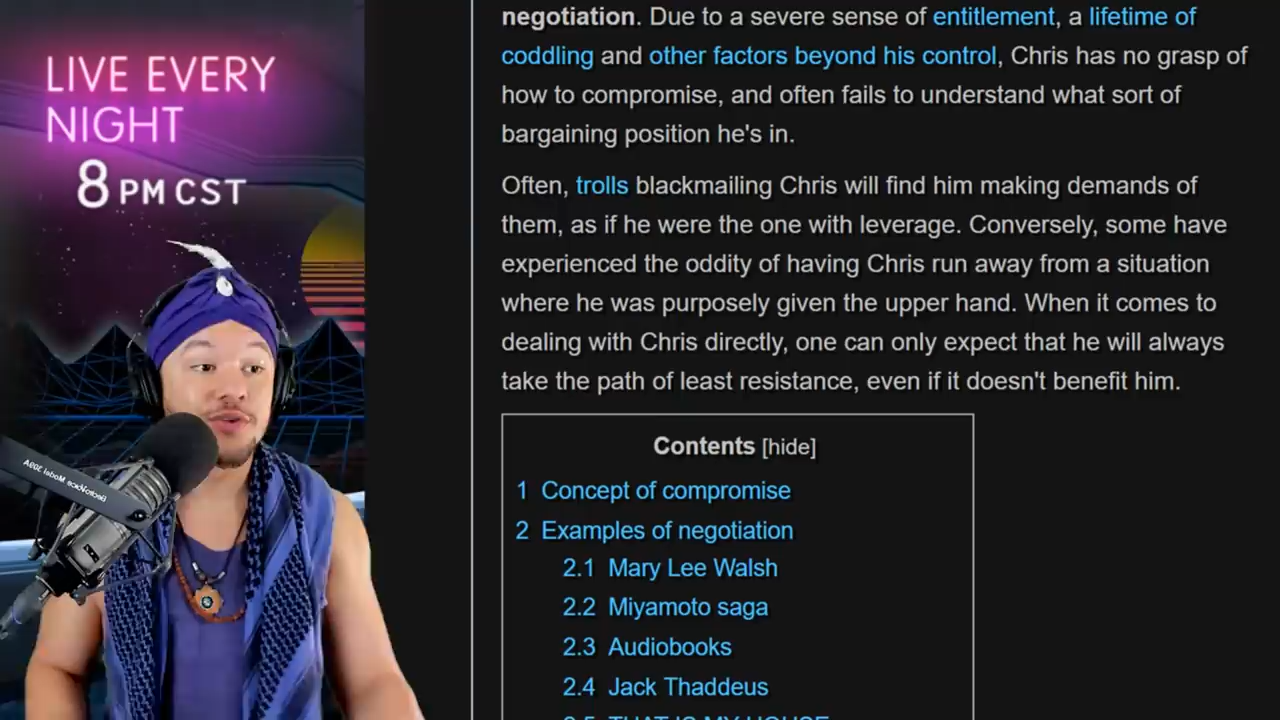 LIVE EVERY
NIGHT
8 PM CST
negotiation. Due to a severe sense of entitlement, a lifetime of
coddling and other factors beyond his control, Chris has no grasp of
how to compromise, and often fails to understand what sort of
bargaining position he's in.
Often, trolls blackmailing Chris will find him making demands of
them, as if he were the one with leverage. Conversely, some have
experienced the oddity of having Chris run away from a situation
where he was purposely given the upper hand. When it comes to
dealing with Chris directly, one can only expect that he will always
take the path of least resistance, even if it doesn't benefit him.
Contents [hide]
1 Concept of compromise
2 Examples of negotiation
2.1 Mary Lee Walsh
2.2 Miyamoto saga
2.3 Audiobooks
2.4 Jack Thaddeus
2.5 THAT IS MY HOUSE